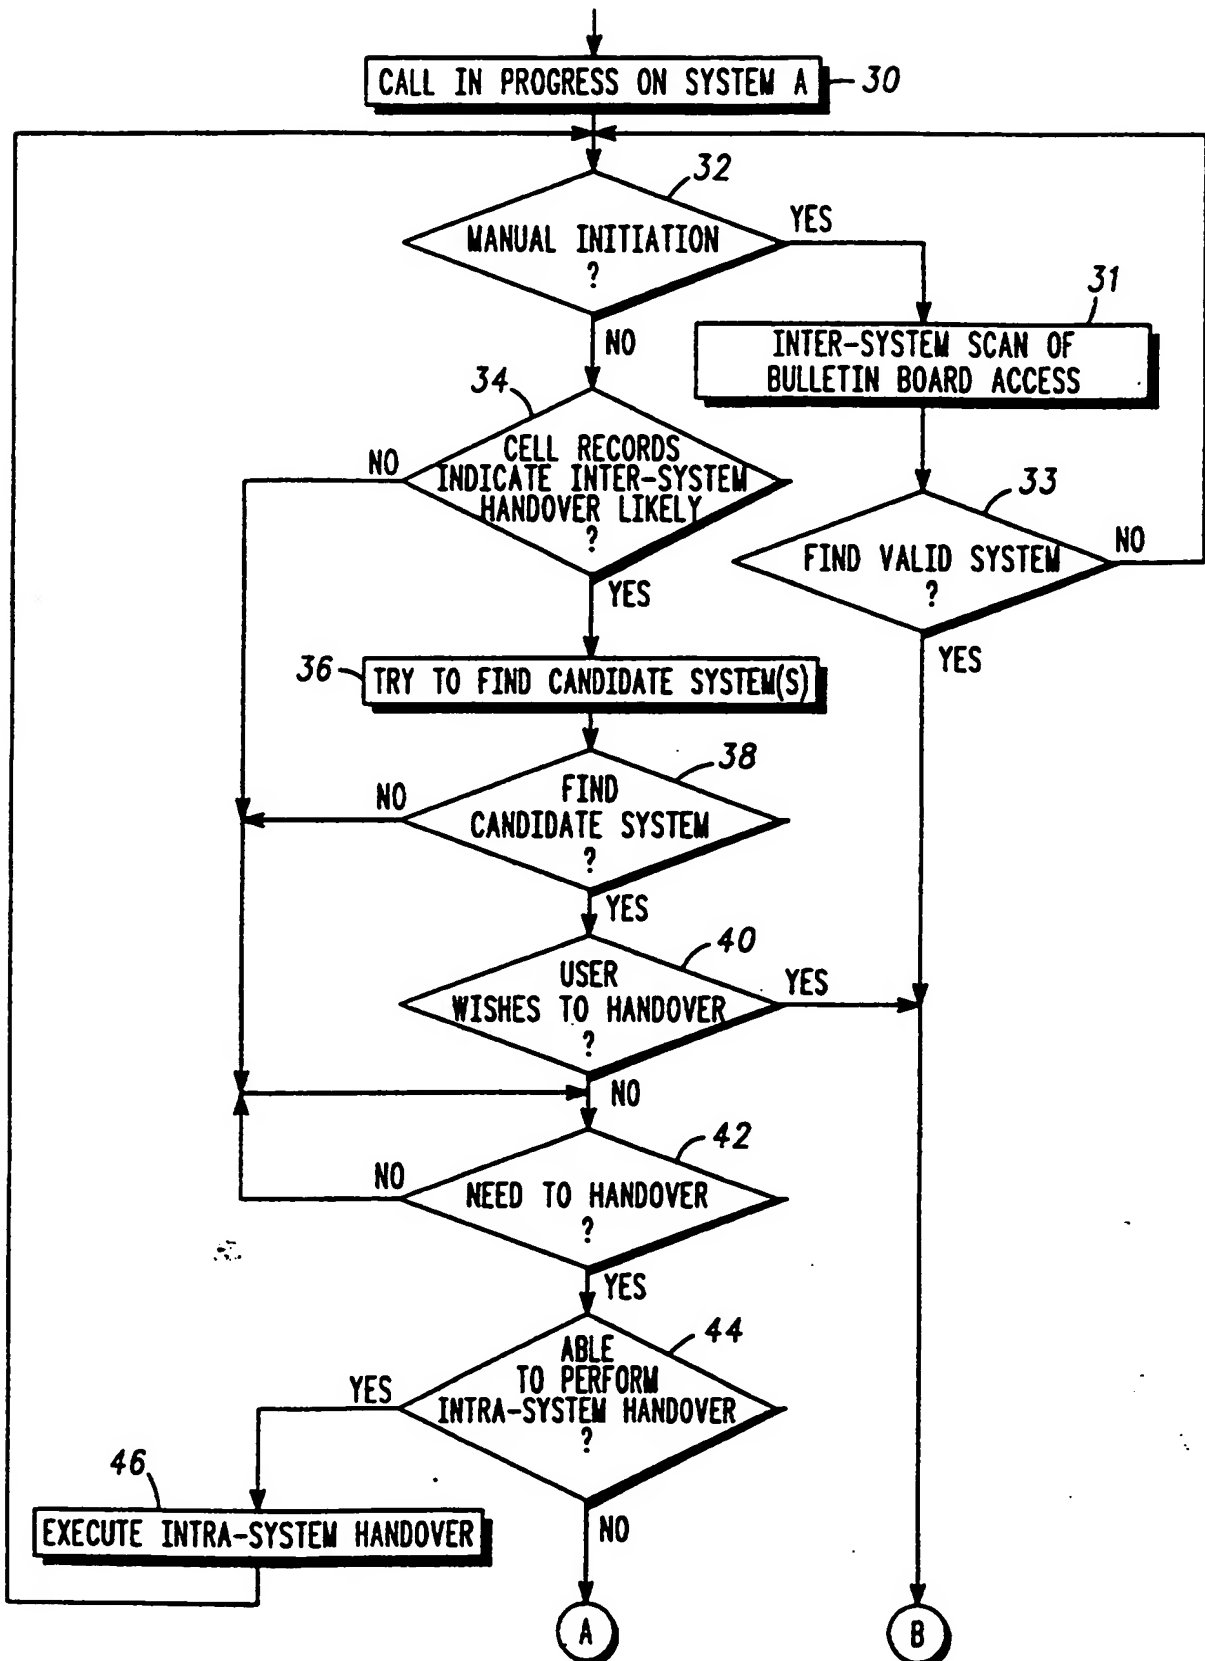 CALL IN PROGRESS ON SYSTEM A
30
32
MANUAL INITIATION
?
YES
NO
31
INTER-SYSTEM SCAN OF
BULLETIN BOARD ACCESS
34
CELL RECORDS
INDICATE INTER-SYSTEM
HANDOVER LIKELY
?
NO
YES
33
FIND VALID SYSTEM
?
NO
YES
36
TRY TO FIND CANDIDATE SYSTEM(S)
38
FIND
CANDIDATE SYSTEM
?
NO
YES
40
USER
WISHES TO HANDOVER
?
YES
NO
42
NEED TO HANDOVER
?
NO
YES
44
ABLE
TO PERFORM
INTRA-SYSTEM HANDOVER
?
YES
NO
46
EXECUTE INTRA-SYSTEM HANDOVER
A
B